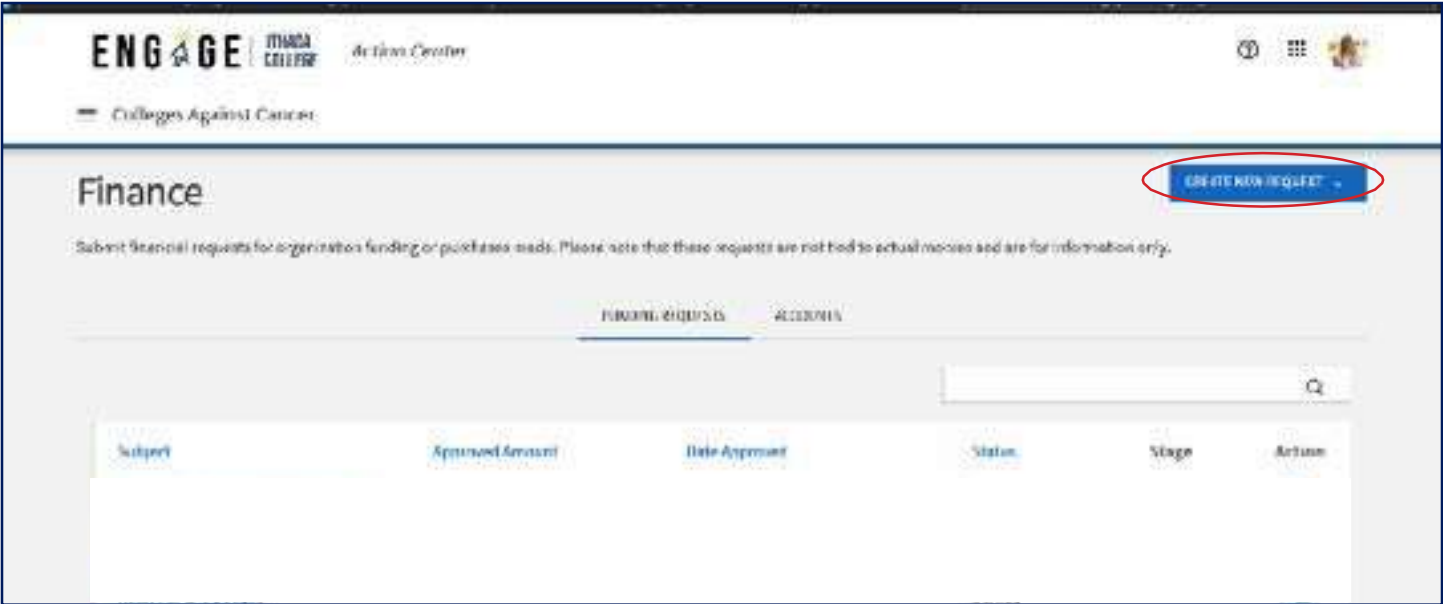 ENGAGE ITHACA COLLEGE Action Center
Colleges Against Cancer
Finance
CREATE NEW REQUEST
Submit financial requests for organization funding or purchases made. Please note that these requests are not tied to actual monies and are for information only.
FUNDING REQUESTS ACCOUNTS
Subject Approved Amount Date Approved Status Stage Action